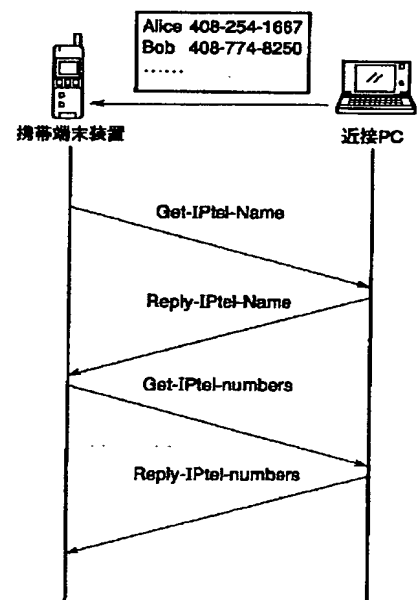 Alice 408-254-1667
Bob 408-774-8250
......
携帯端末装置
近接PC
Get-IPtel-Name
Reply-IPtel-Name
Get-IPtel-numbers
Reply-IPtel-numbers